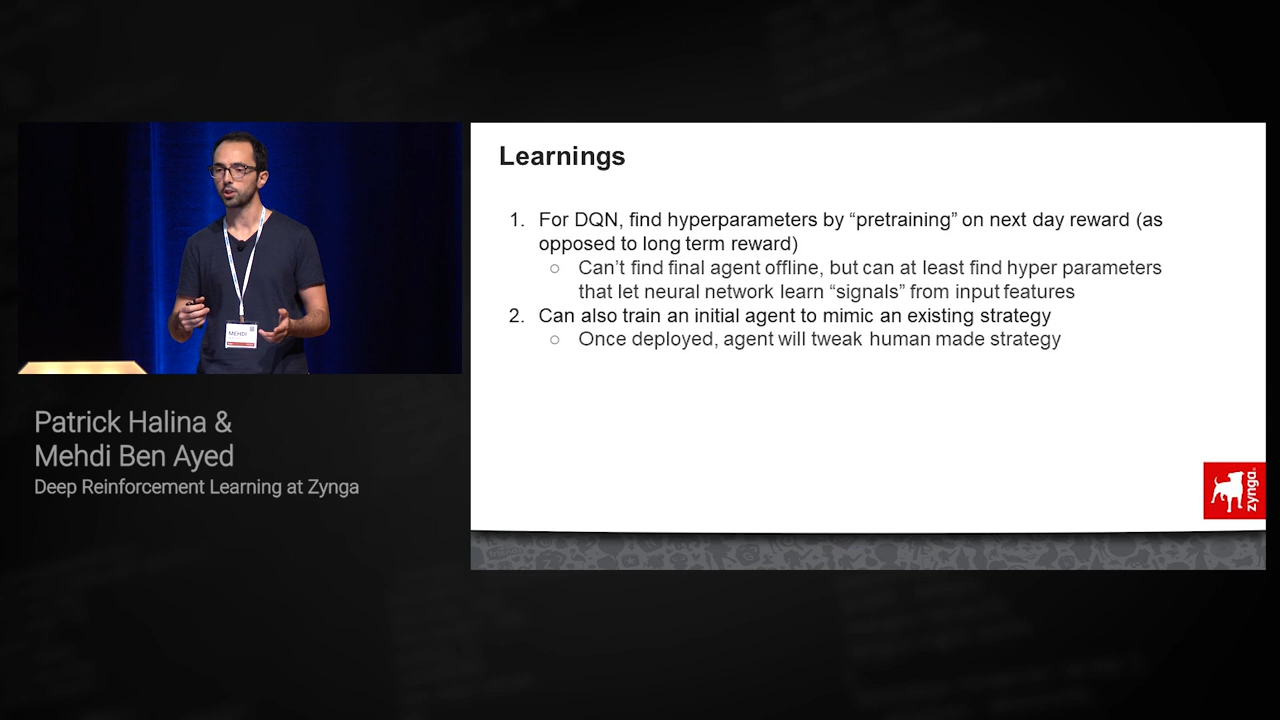 Learnings
1. For DQN, find hyperparameters by “pretraining” on next day reward (as
opposed to long term reward)
○ Can’t find final agent offline, but can at least find hyper parameters
that let neural network learn “signals” from input features
2. Can also train an initial agent to mimic an existing strategy
○ Once deployed, agent will tweak human made strategy
MEHDI
Patrick Halina &
Mehdi Ben Ayed
Deep Reinforcement Learning at Zynga
zynga